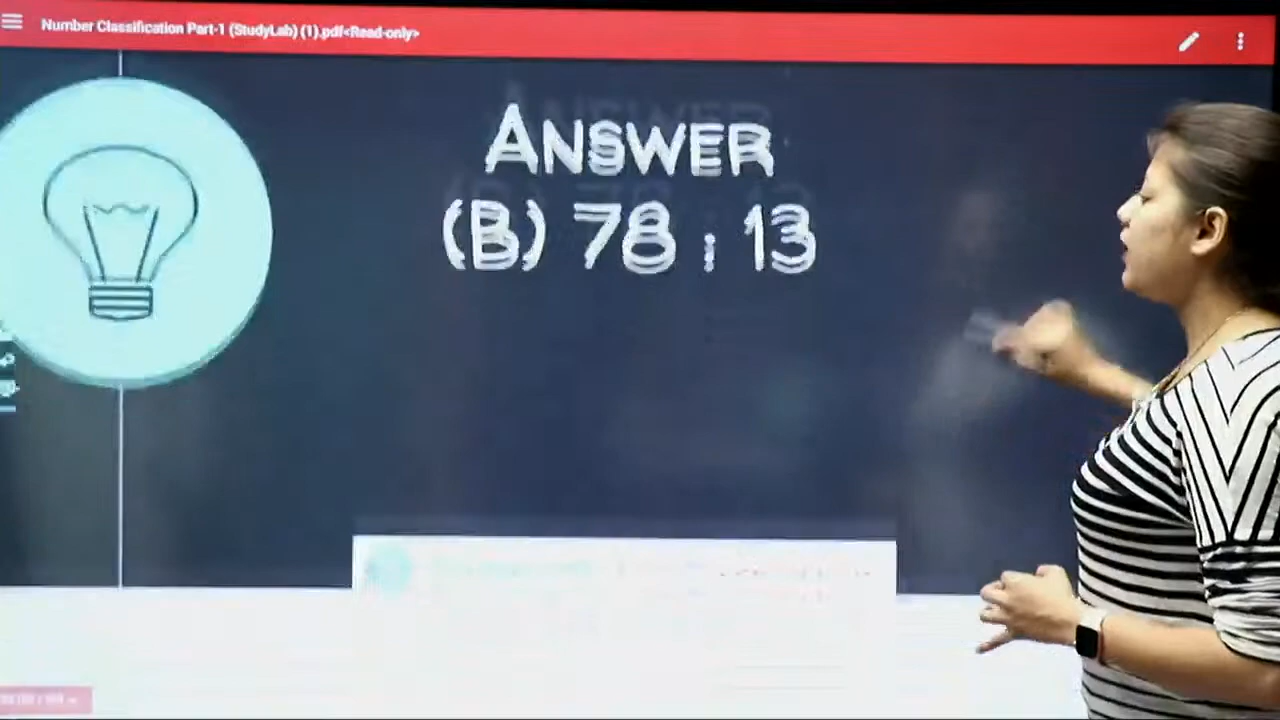 Number Classification Part-1 (StudyLab) (1).pdf<Read-only>
ANSWER
(B) 78 : 13